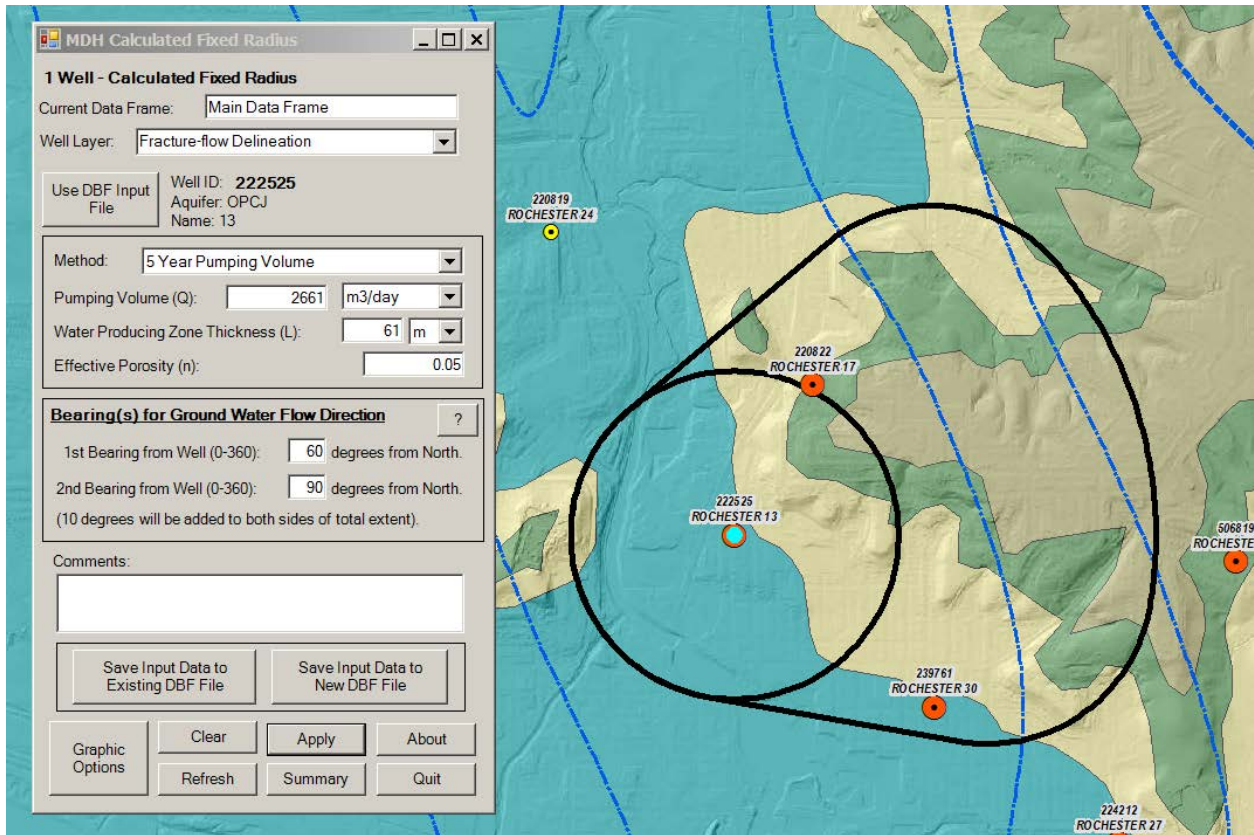 MDH Calculated Fixed Radius
1 Well - Calculated Fixed Radius
Current Data Frame: Main Data Frame
Well Layer: Fracture-flow Delineation
Use DBF Input
File
Well ID: 222525
Aquifer: OPCJ
Name: 13
Method: 5 Year Pumping Volume
Pumping Volume (Q): 2661 m3/day
Water Producing Zone Thickness (L): 61 m
Effective Porosity (n): 0.05
Bearing(s) for Ground Water Flow Direction
?
1st Bearing from Well (0-360): 60 degrees from North.
2nd Bearing from Well (0-360): 90 degrees from North.
(10 degrees will be added to both sides of total extent).
Comments:
Save Input Data to
Existing DBF File
Save Input Data to
New DBF File
Graphic
Options
Clear
Apply
About
Refresh
Summary
Quit
220819
ROCHESTER 24
220822
ROCHESTER 17
222525
ROCHESTER 13
506819
ROCHESTE
239761
ROCHESTER 30
224212
ROCHESTER 27